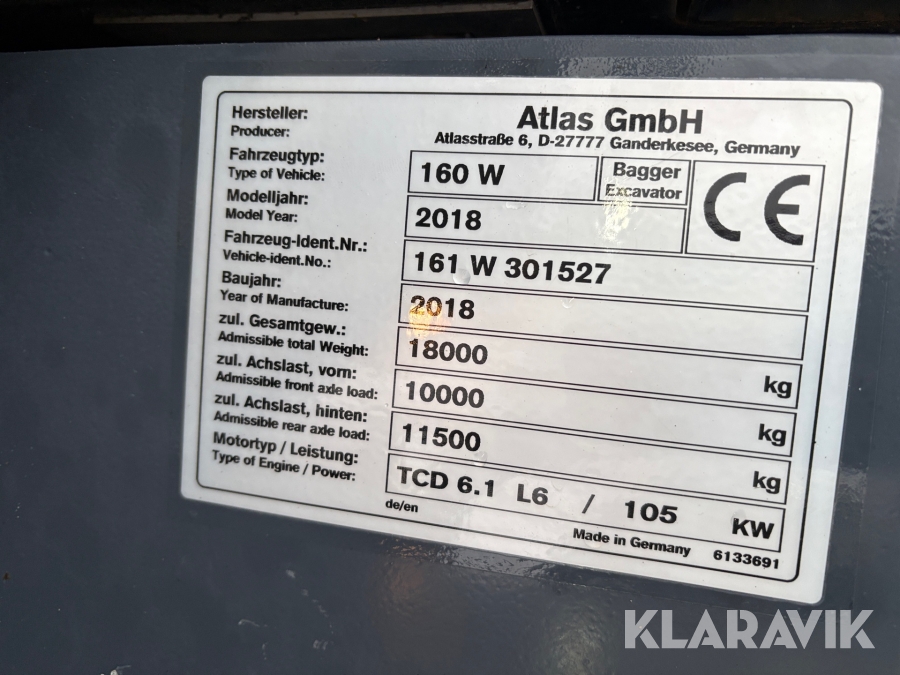 Hersteller:
Producer:
Atlas GmbH
Atlasstraße 6, D-27777 Ganderkesee, Germany
Fahrzeugtyp:
Type of Vehicle:
160 W
Bagger
Excavator
CE
Modelljahr:
Model Year:
2018
Fahrzeug-Ident.Nr.:
Vehicle-ident.No.:
161 W 301527
Baujahr:
Year of Manufacture:
2018
zul. Gesamtgew.:
Admissible total Weight:
18000 kg
zul. Achslast, vorn:
Admissible front axle load:
10000 kg
zul. Achslast, hinten:
Admissible rear axle load:
11500 kg
Motortyp / Leistung:
Type of Engine / Power:
TCD 6.1 L6 / 105 KW
de/en
Made in Germany 6133691
KLARAVIK